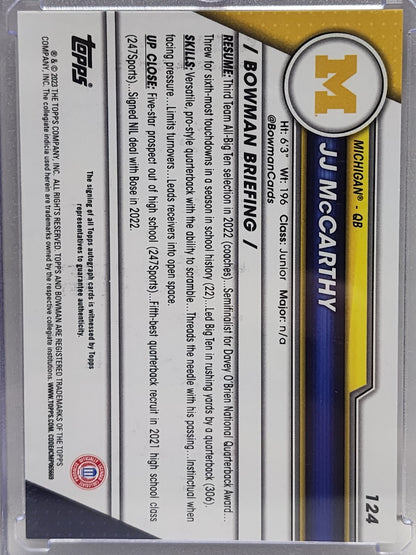 124
M
MICHIGAN® - QB
JJ McCARTHY
Ht: 6'3" Wt: 196 Class: Junior Major: n/a
@BowmanCards
/ BOWMAN BRIEFING /
RESUME: Third Team All-Big Ten selection in 2022 (coaches)...Semifinalist for Davey O'Brien National Quarterback Award...
Threw for sixth-most touchdowns in a season in school history (22)...Led Big Ten in rushing yards by a quarterback (306).
SKILLS: Versatile, pro-style quarterback with the ability to scramble...Threads the needle with his passing...Instinctual when
facing pressure...Limits turnovers...Leads receivers into open space.
UP CLOSE: Five-star prospect out of high school (247Sports)...Fifth-best quarterback recruit in 2021 high school class
(247Sports)...Signed NIL deal with Bose in 2022.
The signing of all Topps autograph cards is witnessed by Topps
representatives to guarantee authenticity.
topps
® & © 2023 THE TOPPS COMPANY, INC. ALL RIGHTS RESERVED. TOPPS AND BOWMAN ARE REGISTERED TRADEMARKS OF THE TOPPS
COMPANY, INC. The collegiate indicia used herein are trademarks owned by the respective collegiate institutions. WWW.TOPPS.COM.